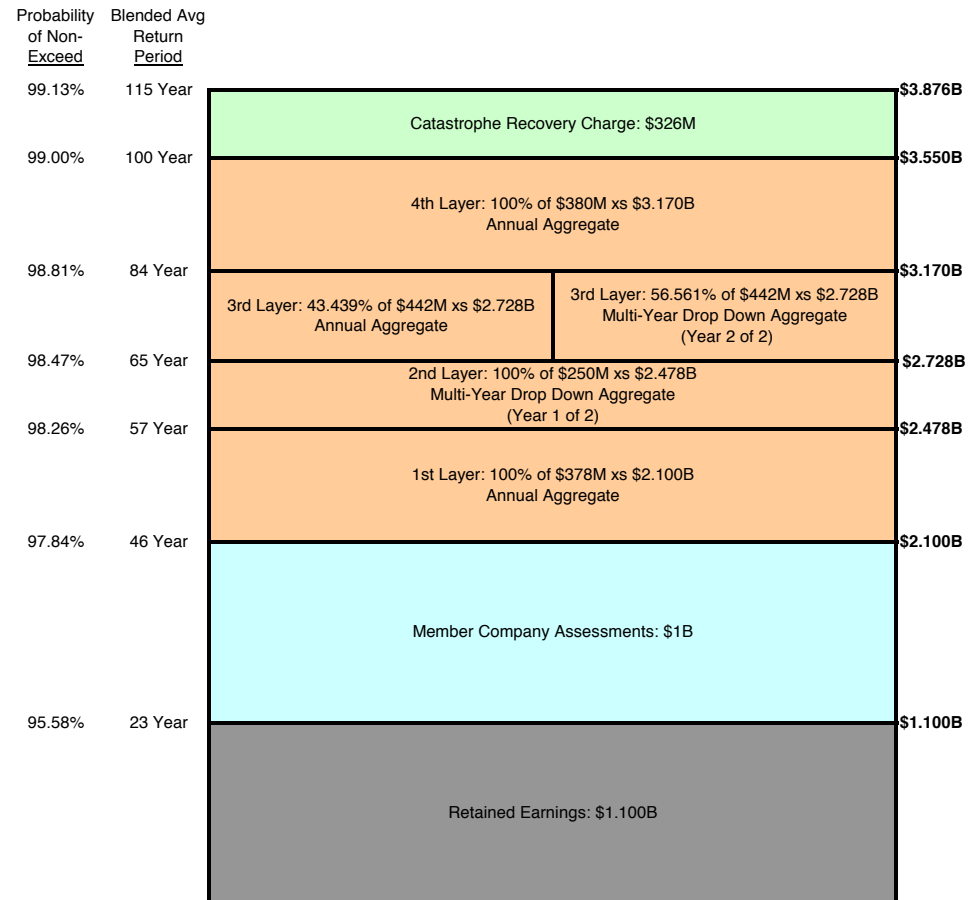 Probability Blended Avg
of Non- Return
Exceed Period
99.13% 115 Year $3.876B
Catastrophe Recovery Charge: $326M
99.00% 100 Year $3.550B
4th Layer: 100% of $380M xs $3.170B
Annual Aggregate
98.81% 84 Year $3.170B
3rd Layer: 43.439% of $442M xs $2.728B
Annual Aggregate
3rd Layer: 56.561% of $442M xs $2.728B
Multi-Year Drop Down Aggregate
(Year 2 of 2)
98.47% 65 Year $2.728B
2nd Layer: 100% of $250M xs $2.478B
Multi-Year Drop Down Aggregate
(Year 1 of 2)
98.26% 57 Year $2.478B
1st Layer: 100% of $378M xs $2.100B
Annual Aggregate
97.84% 46 Year $2.100B
Member Company Assessments: $1B
95.58% 23 Year $1.100B
Retained Earnings: $1.100B